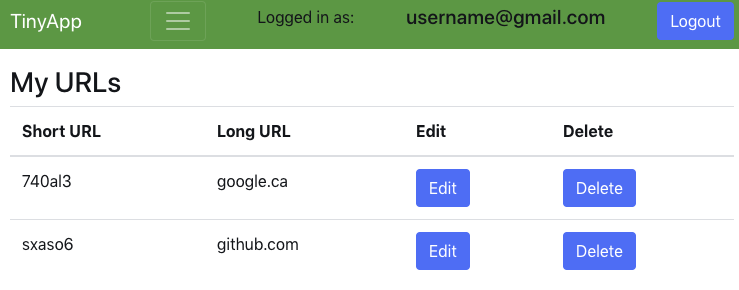 TinyApp Logged in as: username@gmail.com Logout
My URLs
Short URL Long URL Edit Delete
740al3 google.ca Edit Delete
sxaso6 github.com Edit Delete